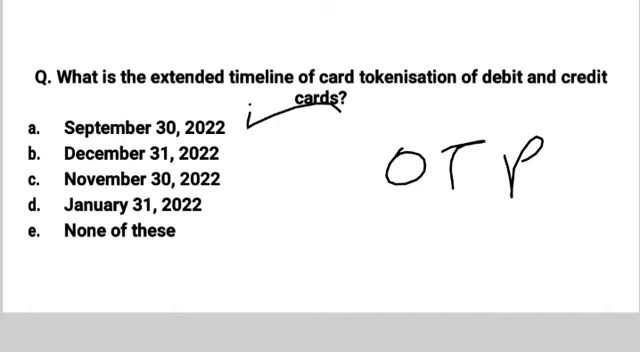 Q. What is the extended timeline of card tokenisation of debit and credit
cards?
a. September 30, 2022
b. December 31, 2022
c. November 30, 2022
d. January 31, 2022
e. None of these
OTP